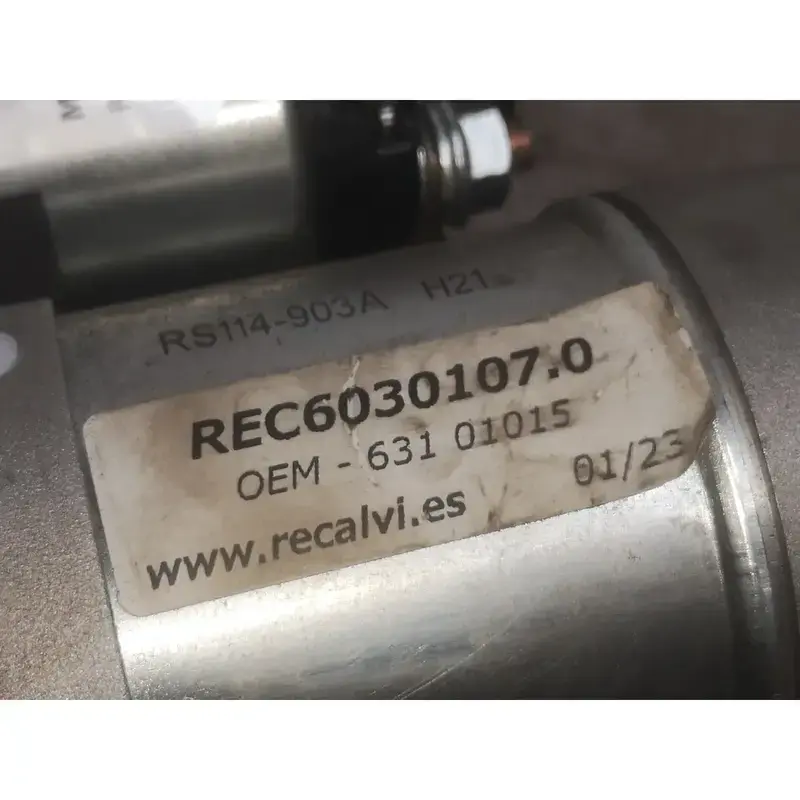 RS114-903A H21
REC6030107.0
OEM - 631 01015
01/23
www.recalvi.es